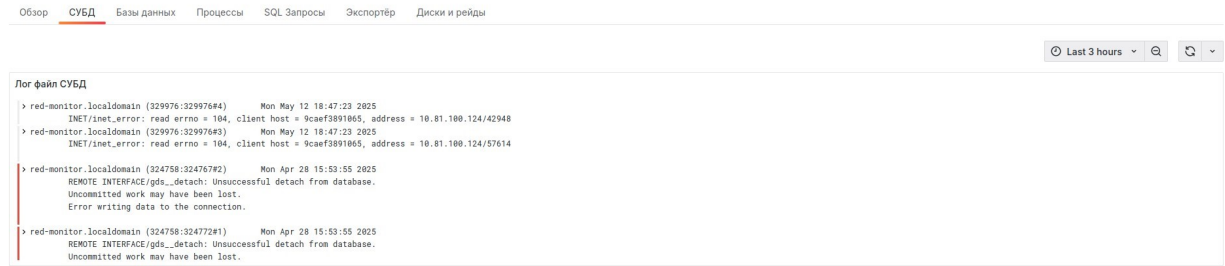 Обзор СУБД Базы данных Процессы SQL Запросы Экспортёр Диски и рейды
Last 3 hours
Лог файл СУБД
> red-monitor.localdomain (329976:329976#4) Mon May 12 18:47:23 2025
INET/inet_error: read errno = 104, client host = 9caef3891065, address = 10.81.100.124/42948
> red-monitor.localdomain (329976:329976#3) Mon May 12 18:47:23 2025
INET/inet_error: read errno = 104, client host = 9caef3891065, address = 10.81.100.124/57614
> red-monitor.localdomain (324758:324767#2) Mon Apr 28 15:53:55 2025
REMOTE INTERFACE/gds__detach: Unsuccessful detach from database.
Uncommitted work may have been lost.
Error writing data to the connection.
> red-monitor.localdomain (324758:324772#1) Mon Apr 28 15:53:55 2025
REMOTE INTERFACE/gds__detach: Unsuccessful detach from database.
Uncommitted work may have been lost.